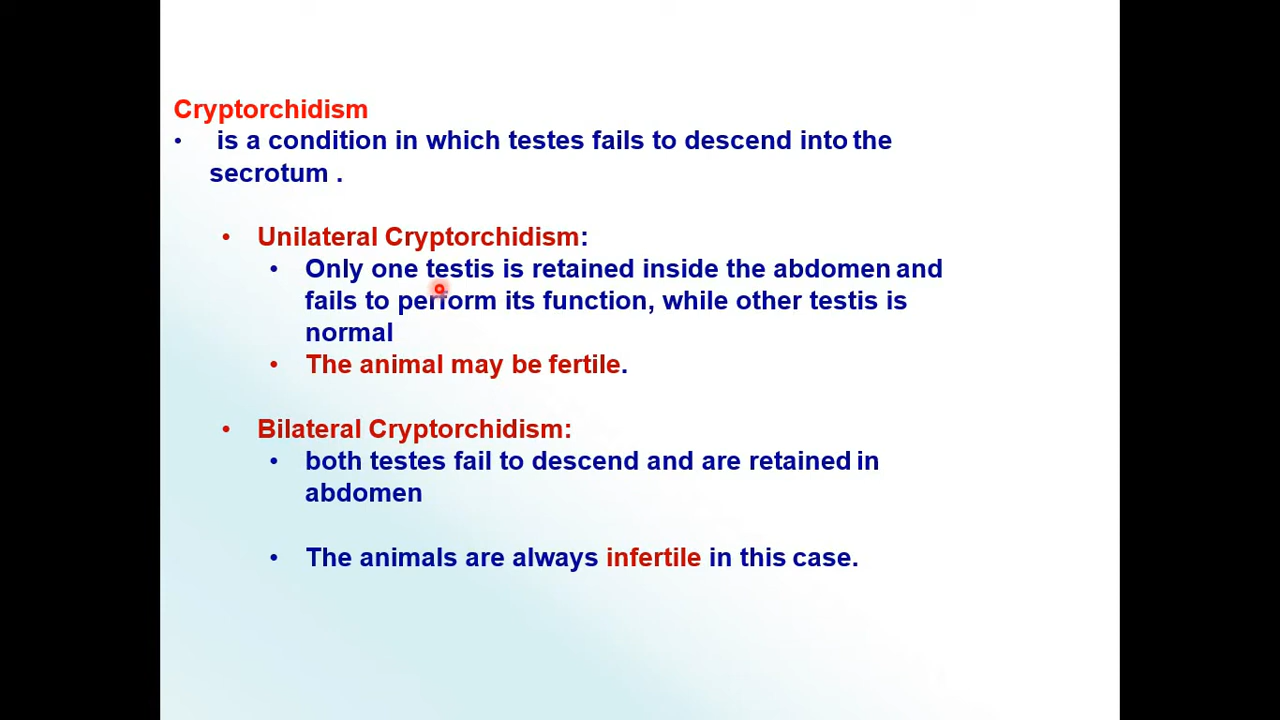 Cryptorchidism
• is a condition in which testes fails to descend into the
secrotum .
• Unilateral Cryptorchidism:
• Only one testis is retained inside the abdomen and
fails to perform its function, while other testis is
normal
• The animal may be fertile.
• Bilateral Cryptorchidism:
• both testes fail to descend and are retained in
abdomen
• The animals are always infertile in this case.